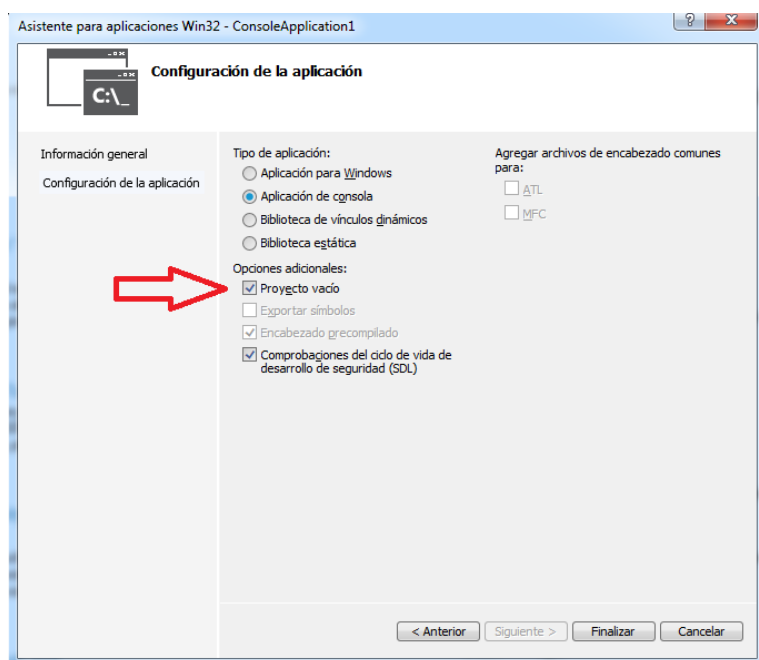 Asistente para aplicaciones Win32 - ConsoleApplication1
C:\_
Configuración de la aplicación
Información general
Configuración de la aplicación
Tipo de aplicación:
Aplicación para Windows
Aplicación de consola
Biblioteca de vínculos dinámicos
Biblioteca estática
Opciones adicionales:
Proyecto vacío
Exportar símbolos
Encabezado precompilado
Comprobaciones del ciclo de vida de
desarrollo de seguridad (SDL)
Agregar archivos de encabezado comunes
para:
ATL
MFC
< Anterior
Siguiente >
Finalizar
Cancelar